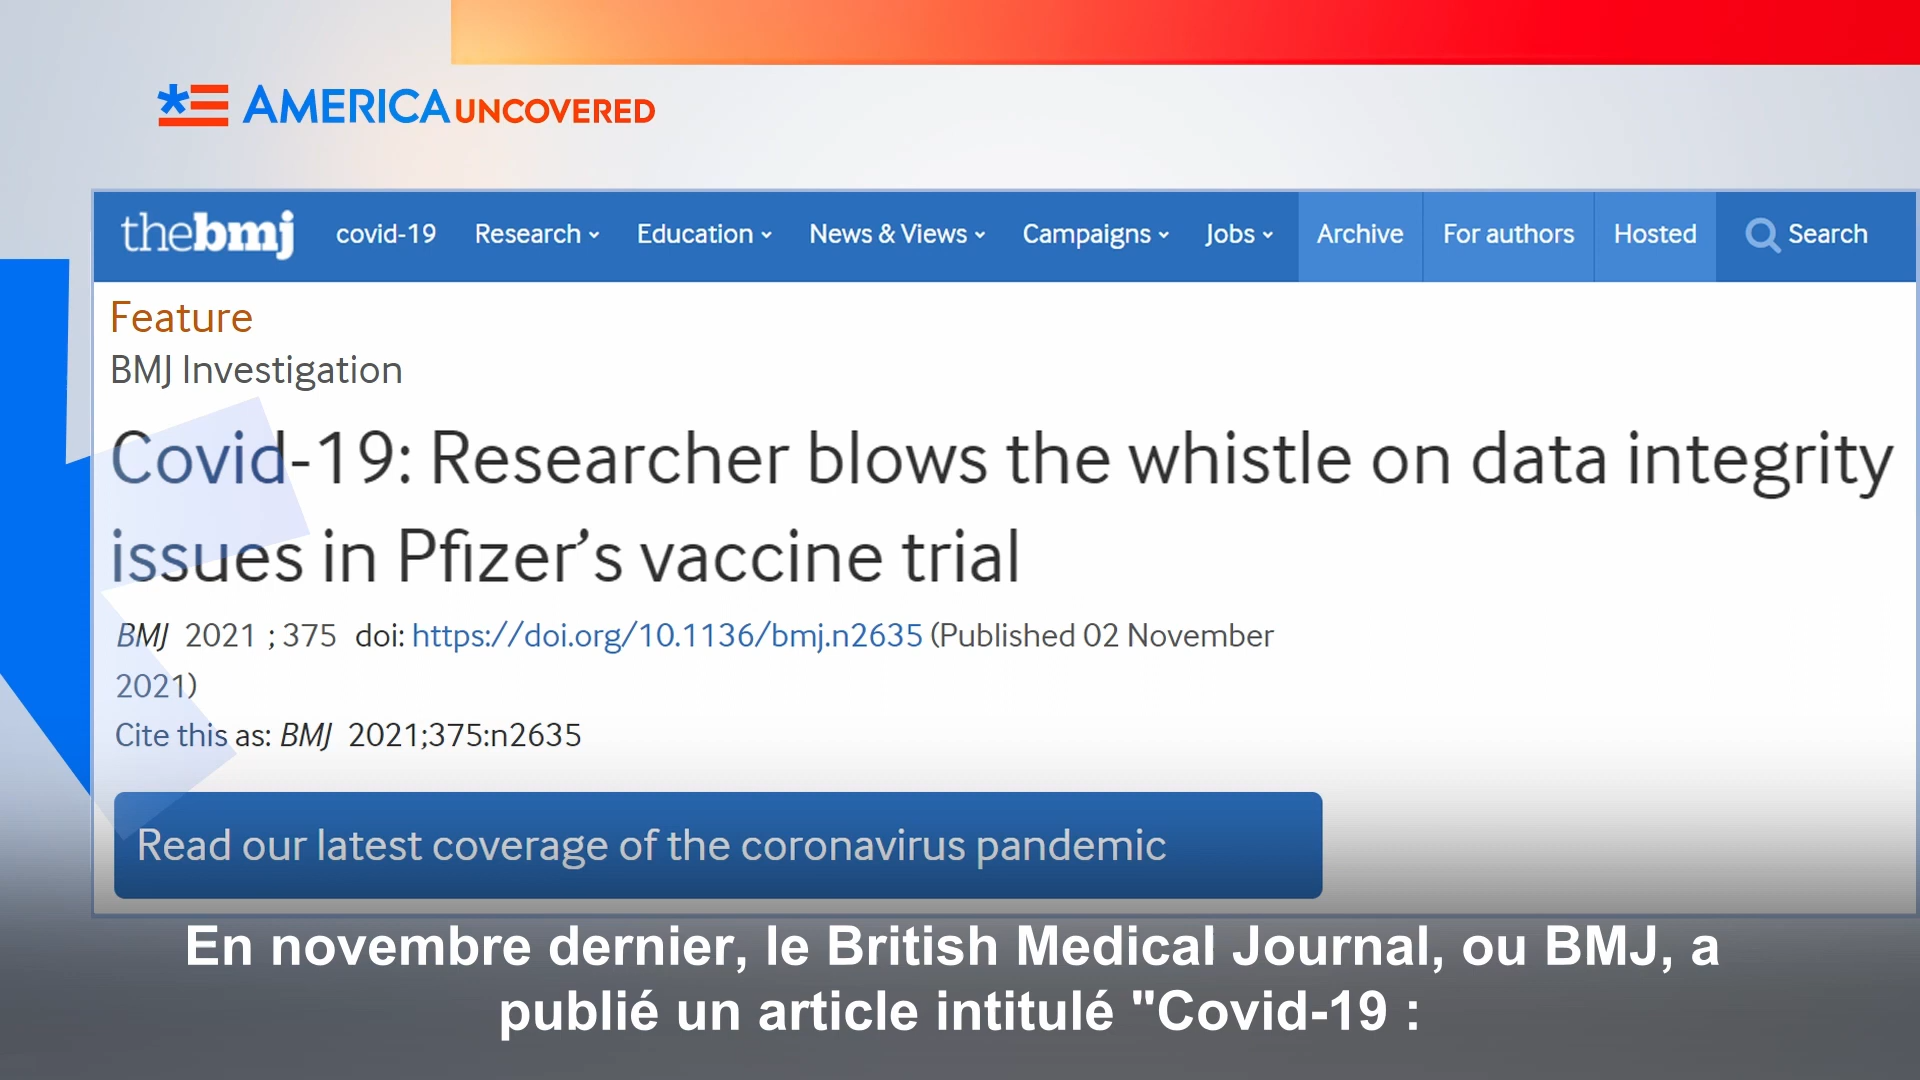 AMERICA UNCOVERED
thebmj covid-19 Research Education News & Views Campaigns Jobs Archive For authors Hosted Search
Feature
BMJ Investigation
Covid-19: Researcher blows the whistle on data integrity
issues in Pfizer’s vaccine trial
BMJ 2021 ; 375 doi: https://doi.org/10.1136/bmj.n2635 (Published 02 November
2021)
Cite this as: BMJ 2021;375:n2635
Read our latest coverage of the coronavirus pandemic
En novembre dernier, le British Medical Journal, ou BMJ, a
publié un article intitulé "Covid-19 :